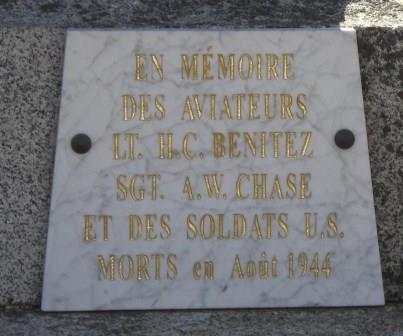 EN MÉMOIRE
DES AVIATEURS
LT. H.C. BENITEZ
SGT. A.W. CHASE
ET DES SOLDATS U.S.
MORTS en Août 1944